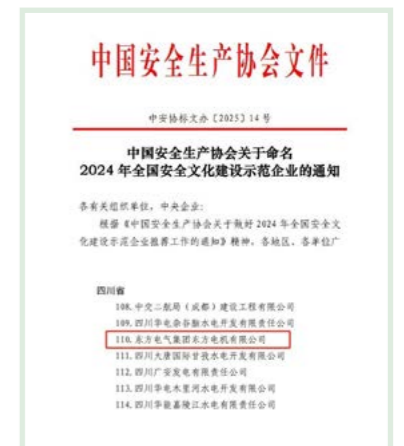 中国安全生产协会文件
中安协标文办〔2025〕14号
中国安全生产协会关于命名
2024年全国安全文化建设示范企业的通知
各有关组织单位，中央企业：
根据《中国安全生产协会关于做好2024年全国安全文
化建设示范企业推荐工作的通知》精神，各地区、各单位广
四川省
108.中交二航局（成都）建设工程有限公司
109.四川华电杂谷脑水电开发有限责任公司
110.东方电气集团东方电机有限公司
111.四川大唐国际甘孜水电开发有限公司
112.四川广安发电有限责任公司
113.四川华电木里河水电开发有限公司
114.四川华能嘉陵江水电有限责任公司